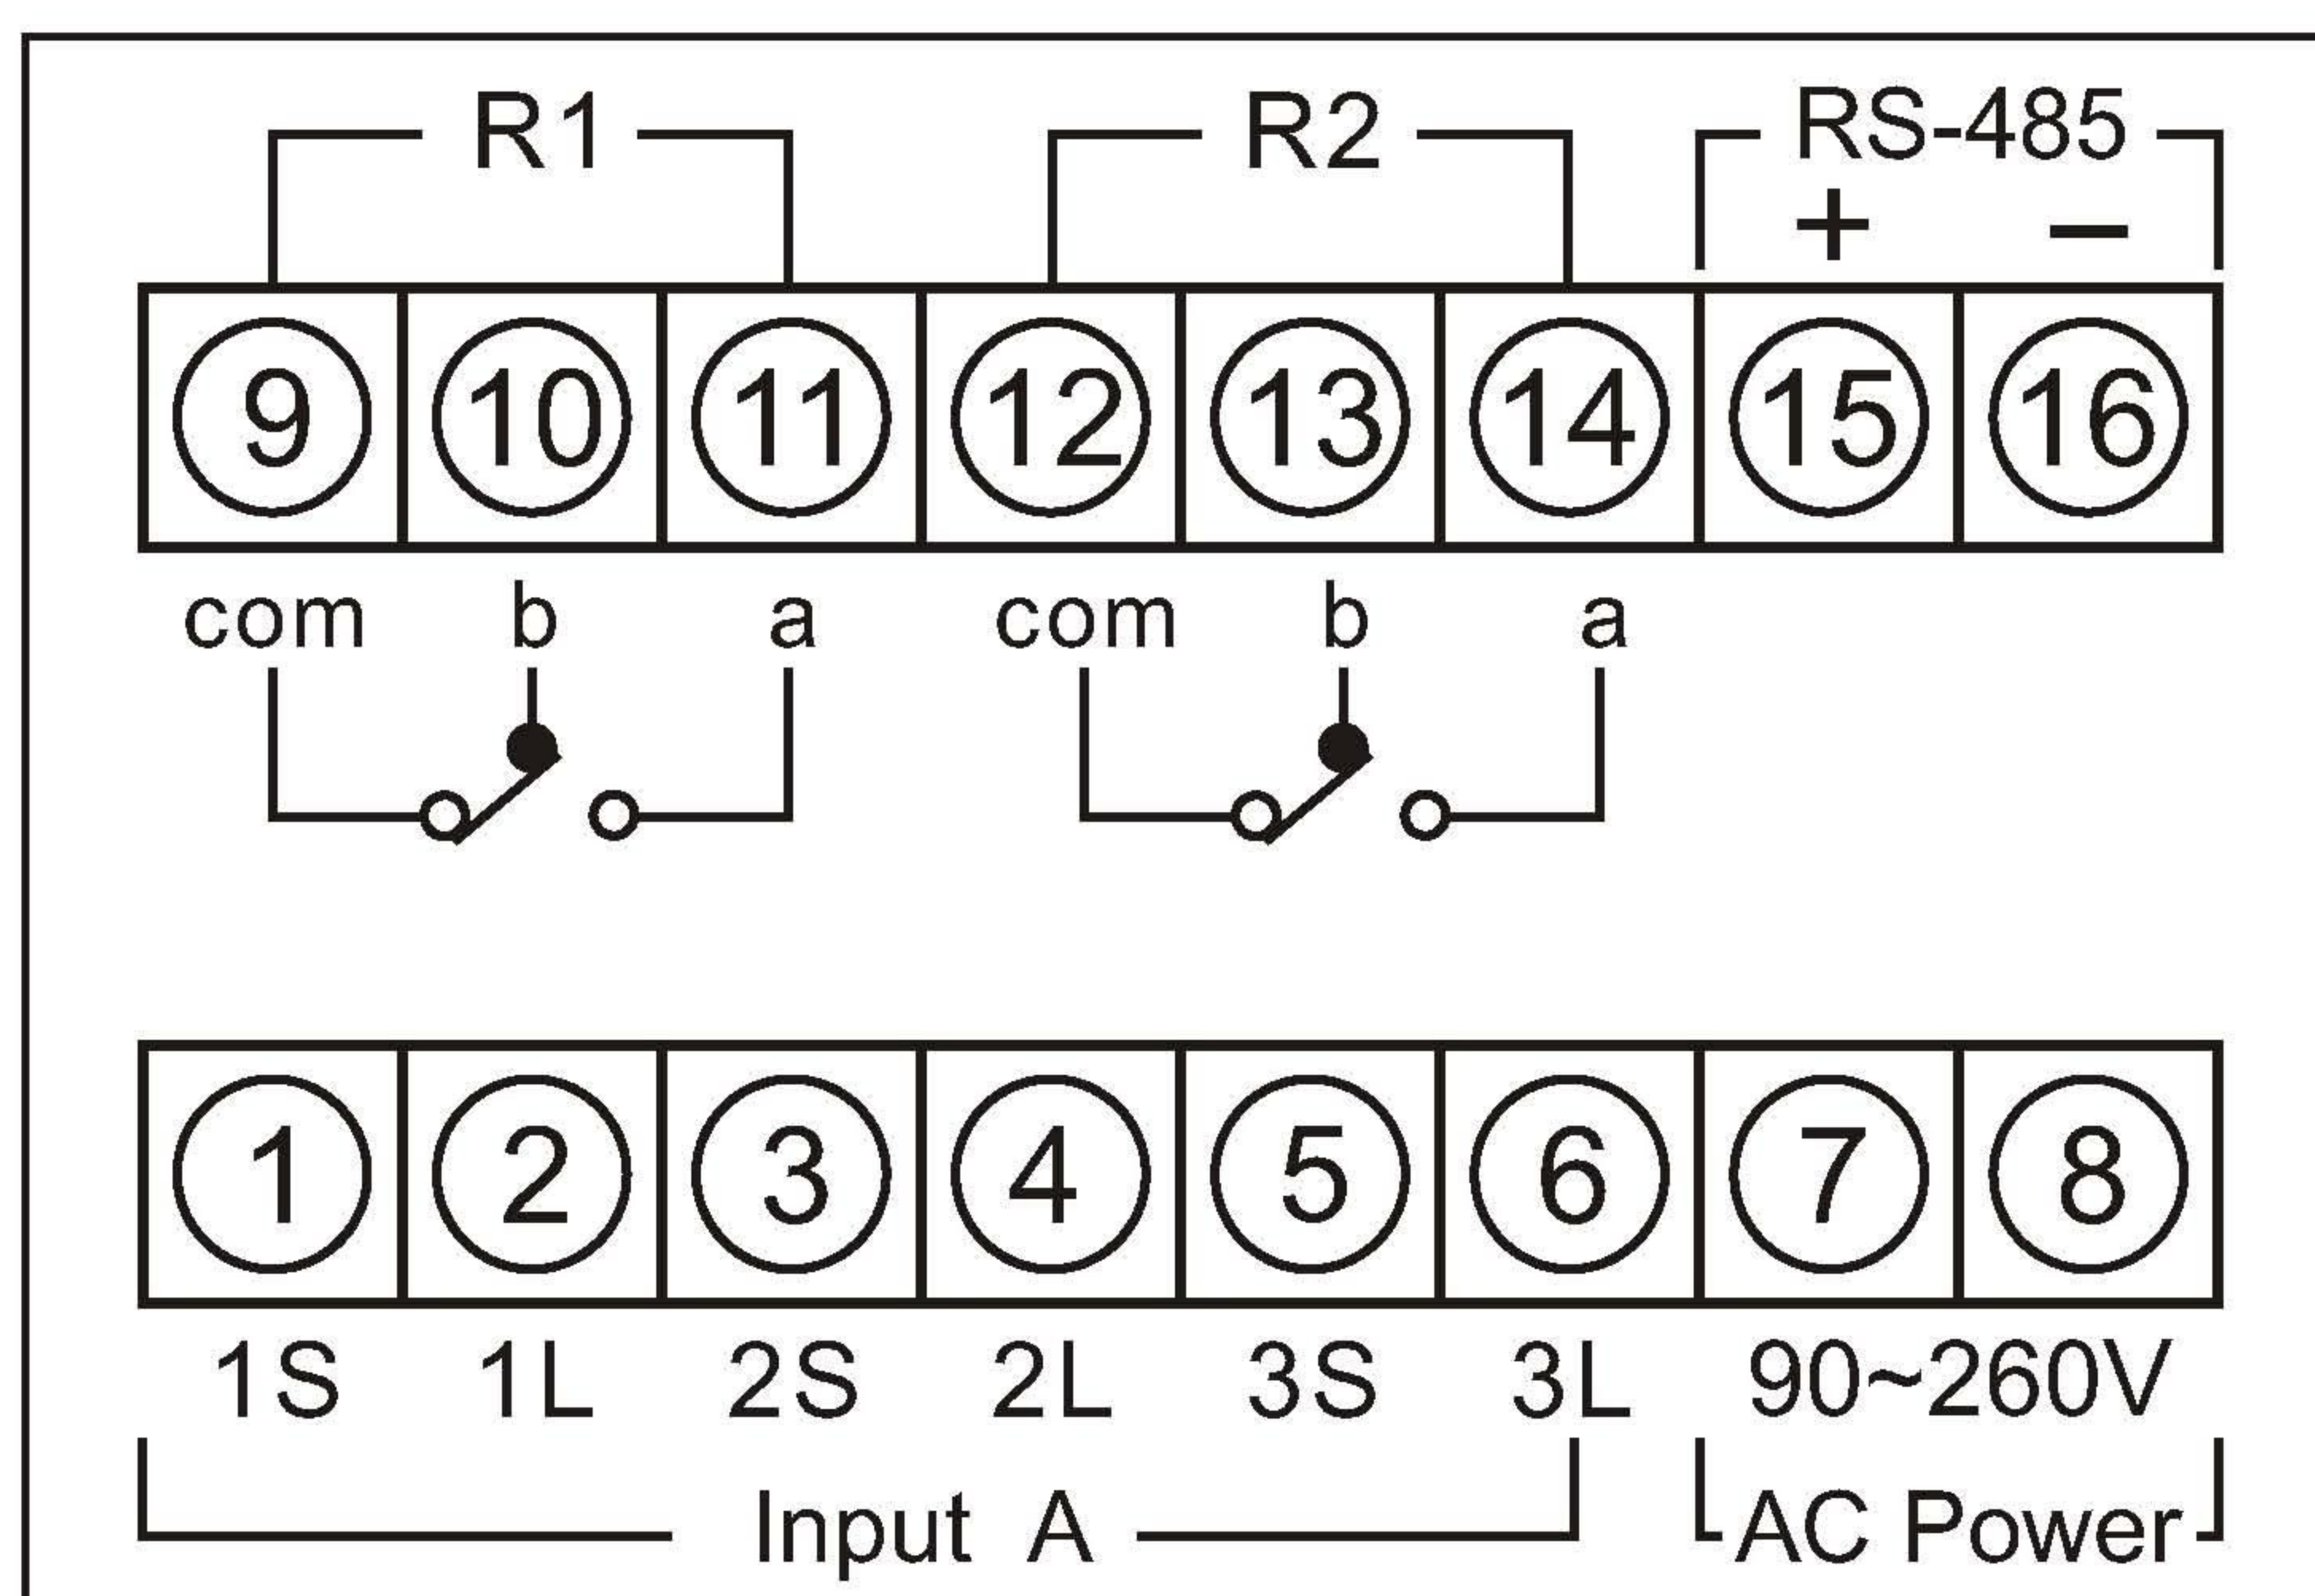 R1 R2 RS-485
+ −
9 10 11 12 13 14 15 16
com b a com b a
1 2 3 4 5 6 7 8
1S 1L 2S 2L 3S 3L 90~260V
Input A AC Power